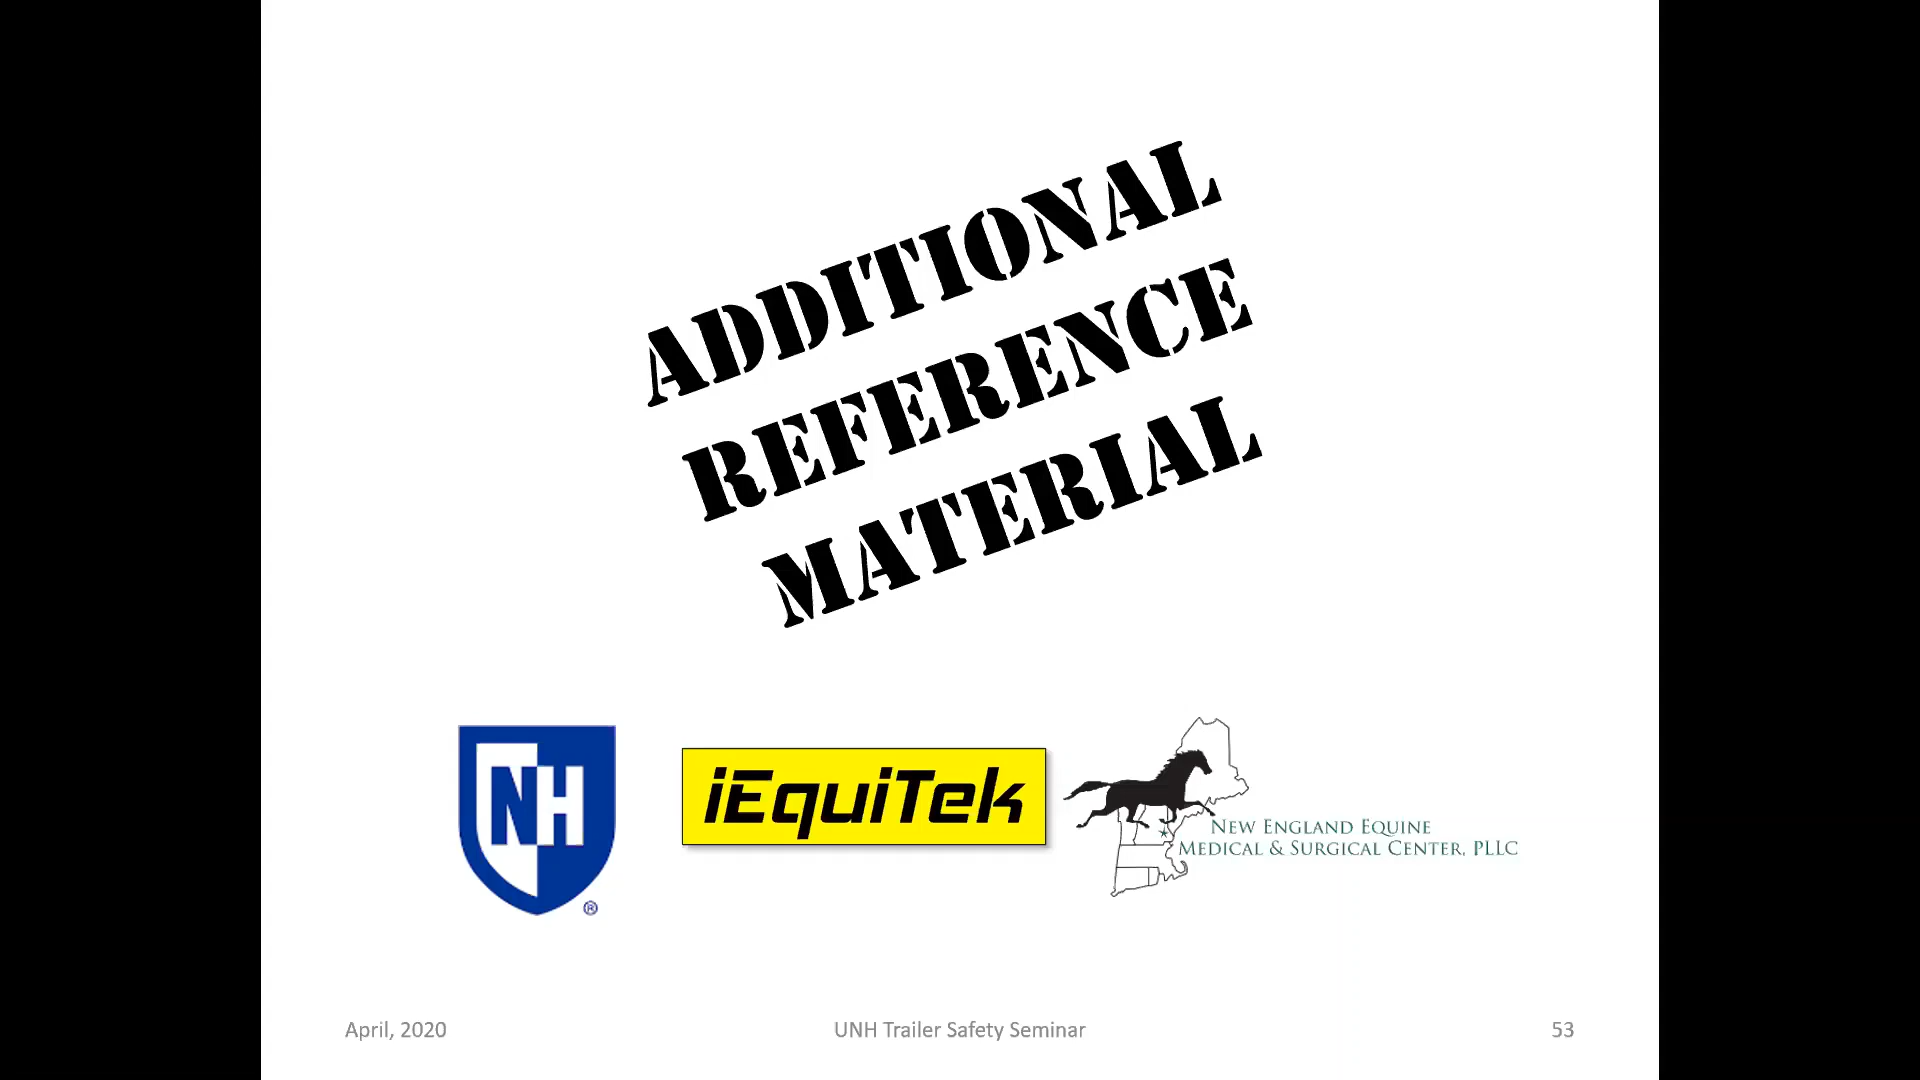 ADDITIONAL
REFERENCE
MATERIAL
NH
®
iEquiTek
NEW ENGLAND EQUINE
MEDICAL & SURGICAL CENTER, PLLC
April, 2020
UNH Trailer Safety Seminar
53